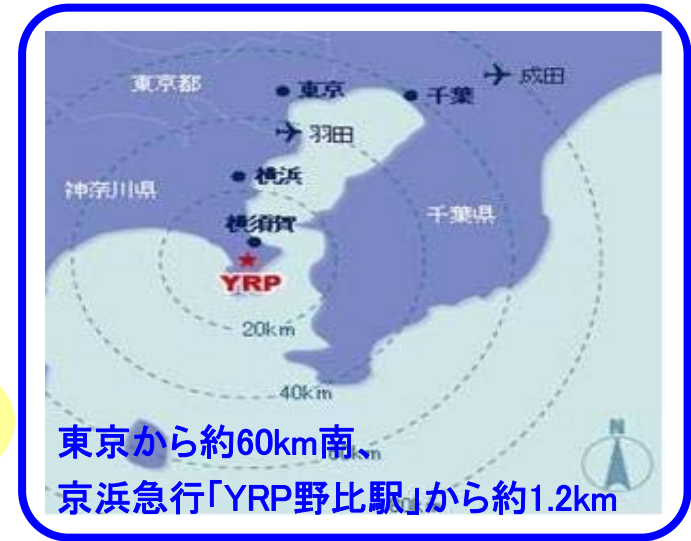 東京都
東京
成田
千葉
羽田
神奈川県
横浜
千葉県
横須賀
YRP
20km
40km
N
東京から約60km南、
京浜急行「YRP野比駅」から約1.2km